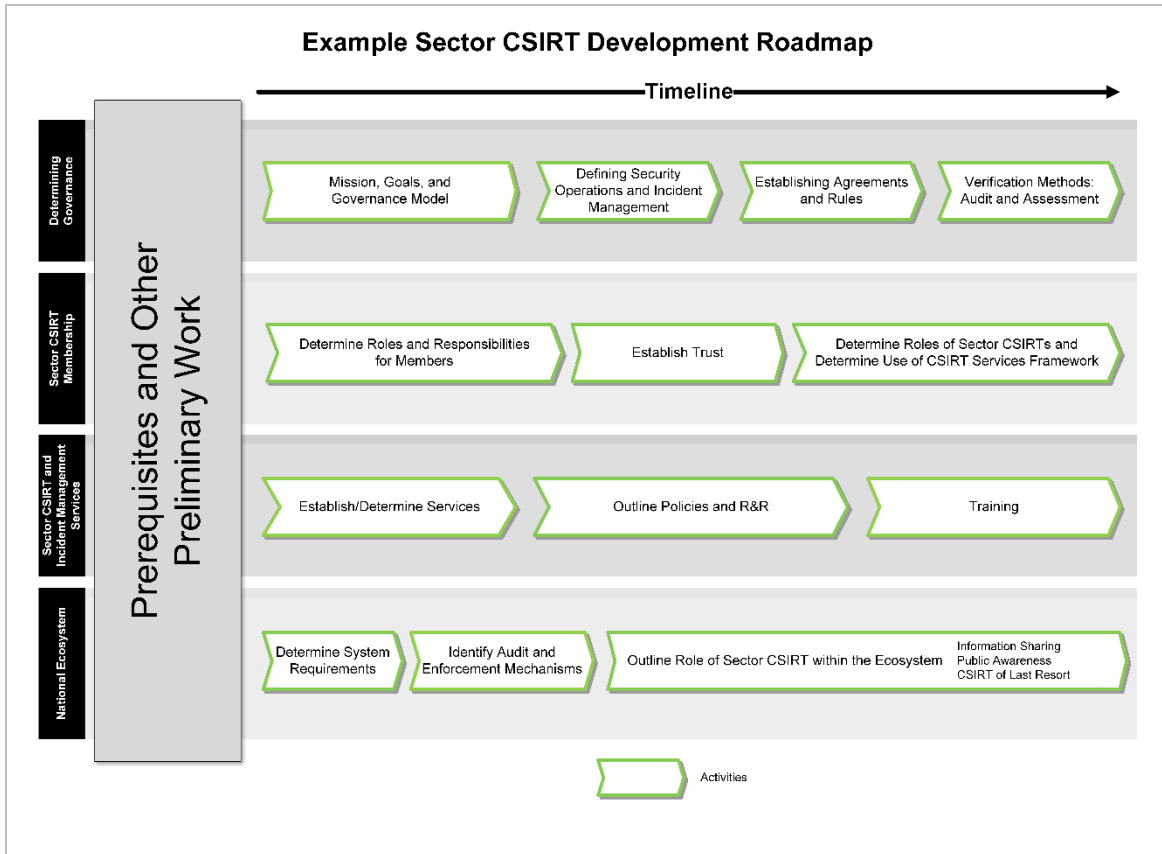 Example Sector CSIRT Development Roadmap
Timeline
Prerequisites and Other
Preliminary Work
Determining
Governance
Mission, Goals, and
Governance Model
Defining Security
Operations and Incident
Management
Establishing Agreements
and Rules
Verification Methods:
Audit and Assessment
Sector CSIRT
Membership
Determine Roles and Responsibilities
for Members
Establish Trust
Determine Roles of Sector CSIRTs and
Determine Use of CSIRT Services Framework
Sector CSIRT and
Incident Management
Services
Establish/Determine Services
Outline Policies and R&R
Training
National Ecosystem
Determine System
Requirements
Identify Audit and
Enforcement Mechanisms
Outline Role of Sector CSIRT within the Ecosystem
Information Sharing
Public Awareness
CSIRT of Last Resort
Activities